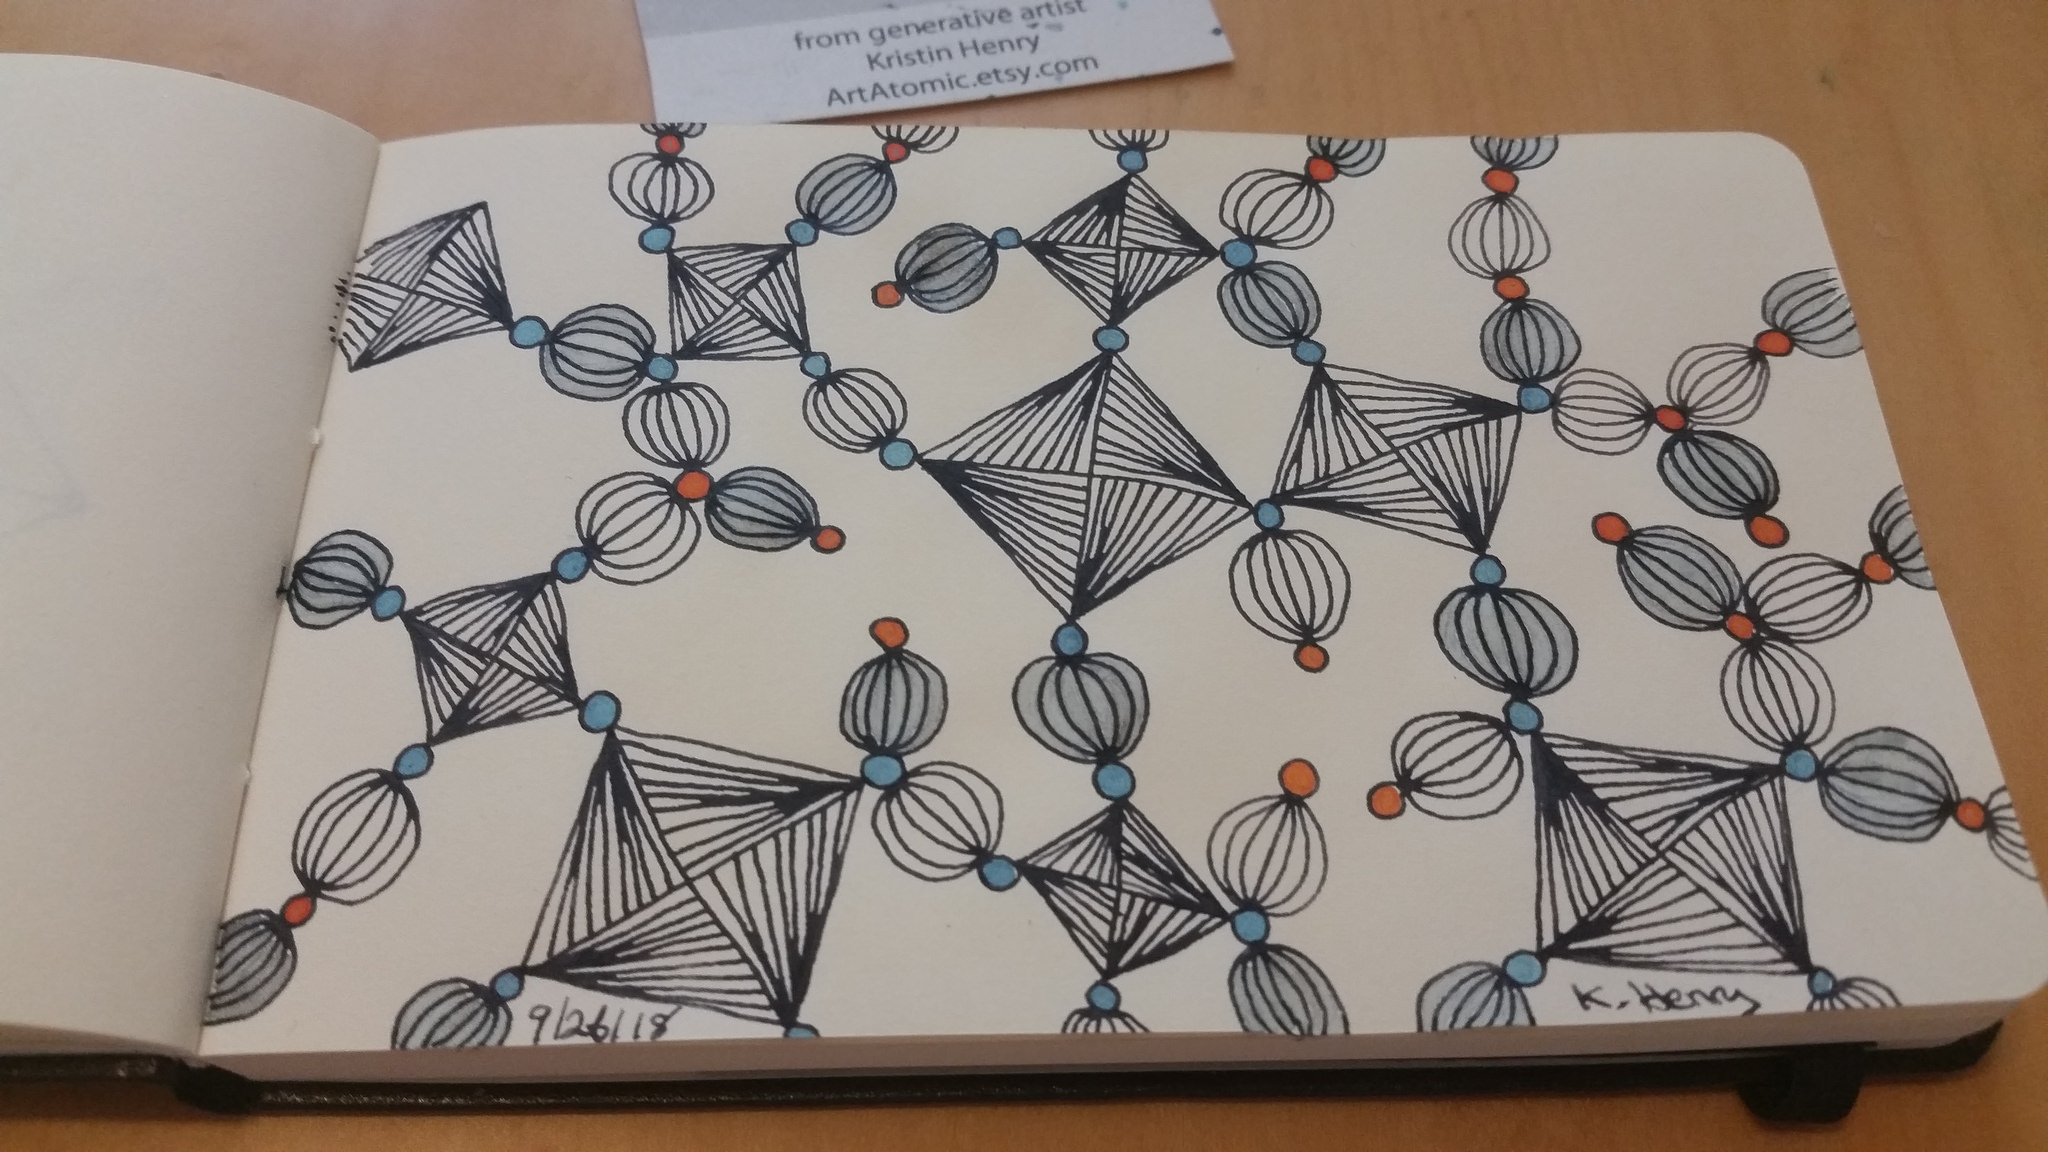 from generative artist
Kristin Henry
ArtAtomic.etsy.com
9/26/18
K. Henry